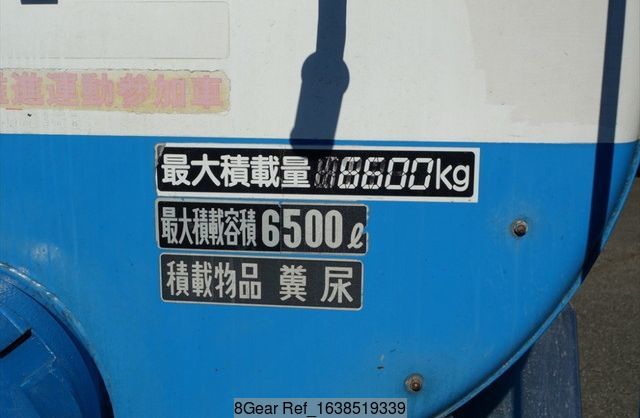 進運動参加車
最大積載量 8600kg
最大積載容積 6500ℓ
積載物品 糞尿
8Gear Ref_1638519339